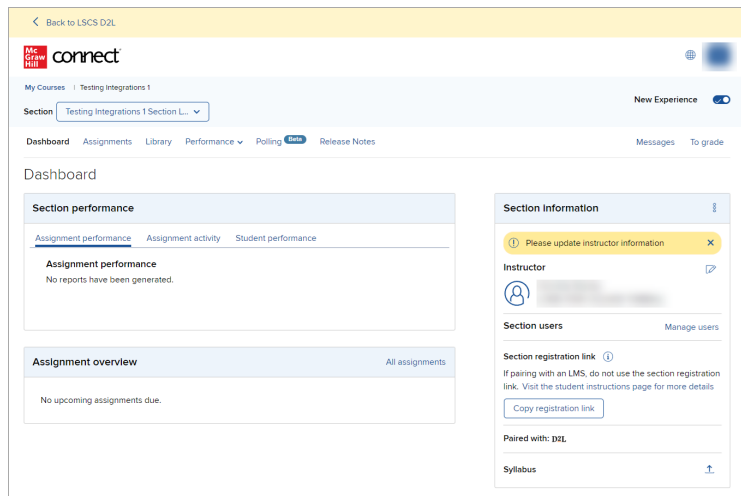 Back to LSCS D2L
Mc
Graw
Hill
connect
My Courses | Testing Integrations 1
Section Testing Integrations 1 Section L...
New Experience
Dashboard Assignments Library Performance Polling Beta Release Notes Messages To grade
Dashboard
Section performance
Assignment performance Assignment activity Student performance
Assignment performance
No reports have been generated.
Assignment overview All assignments
No upcoming assignments due.
Section Information
Please update instructor information
Instructor
Section users Manage users
Section registration link
If pairing with an LMS, do not use the section registration
link. Visit the student instructions page for more details
Copy registration link
Paired with: D2L
Syllabus